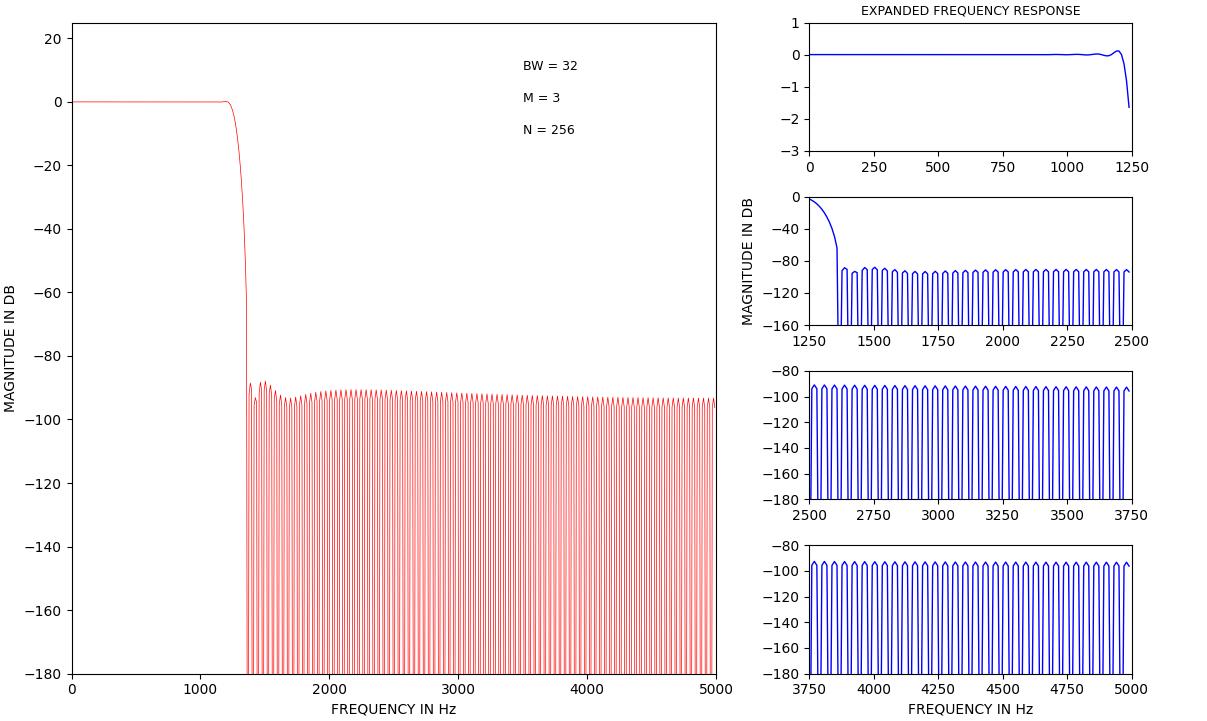 20
0
−20
−40
−60
−80
−100
−120
−140
−160
−180
MAGNITUDE IN DB
BW = 32
M = 3
N = 256
0 1000 2000 3000 4000 5000
FREQUENCY IN Hz
EXPANDED FREQUENCY RESPONSE
1
0
−1
−2
−3
0 250 500 750 1000 1250
MAGNITUDE IN DB
0
−40
−80
−120
−160
1250 1500 1750 2000 2250 2500
−80
−100
−120
−140
−160
−180
2500 2750 3000 3250 3500 3750
−80
−100
−120
−140
−160
−180
3750 4000 4250 4500 4750 5000
FREQUENCY IN Hz